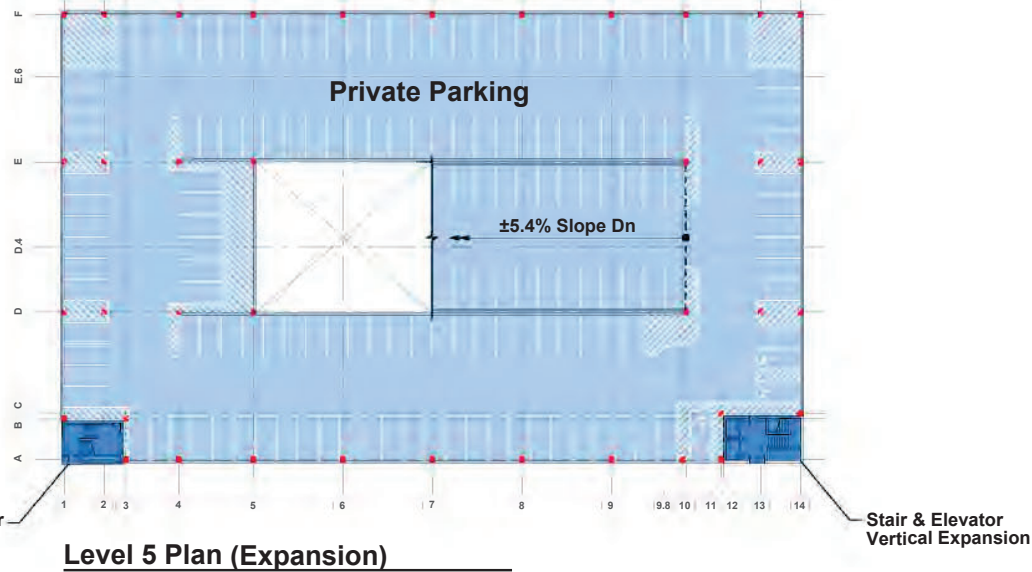 F
E.6
Private Parking
E
±5.4% Slope Dn
D.4
D
C
B
A
1 2 3 4 5 6 7 8 9 9.8 10 11 12 13 14
Stair & Elevator
Vertical Expansion
Level 5 Plan (Expansion)